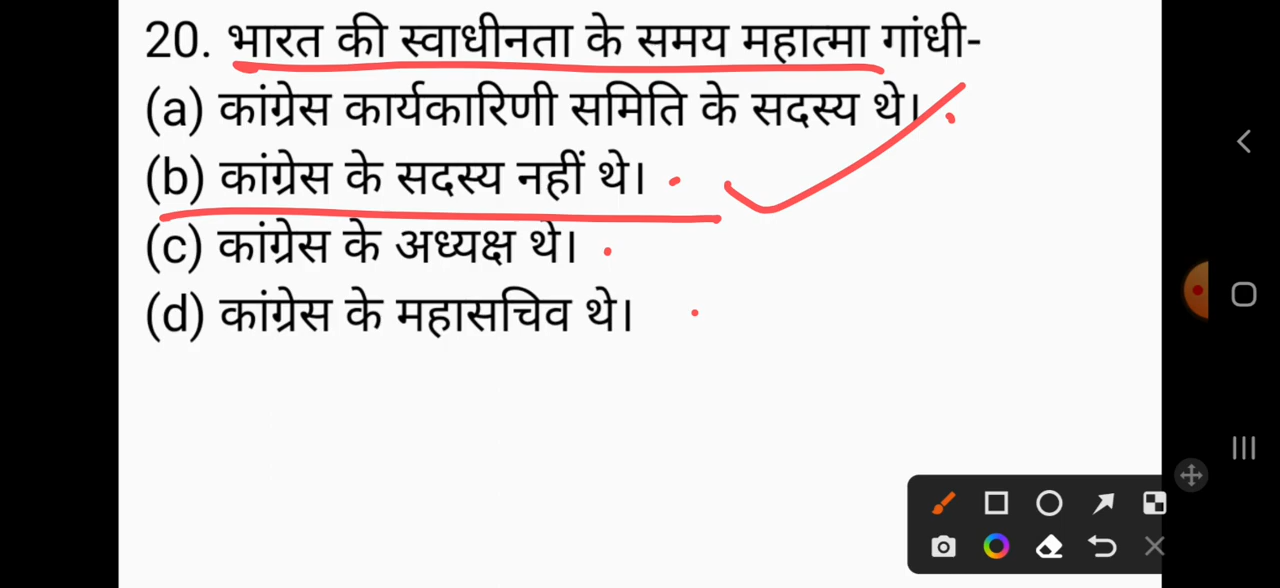 20. भारत की स्वाधीनता के समय महात्मा गांधी-
(a) कांग्रेस कार्यकारिणी समिति के सदस्य थे।
(b) कांग्रेस के सदस्य नहीं थे।
(c) कांग्रेस के अध्यक्ष थे।
(d) कांग्रेस के महासचिव थे।